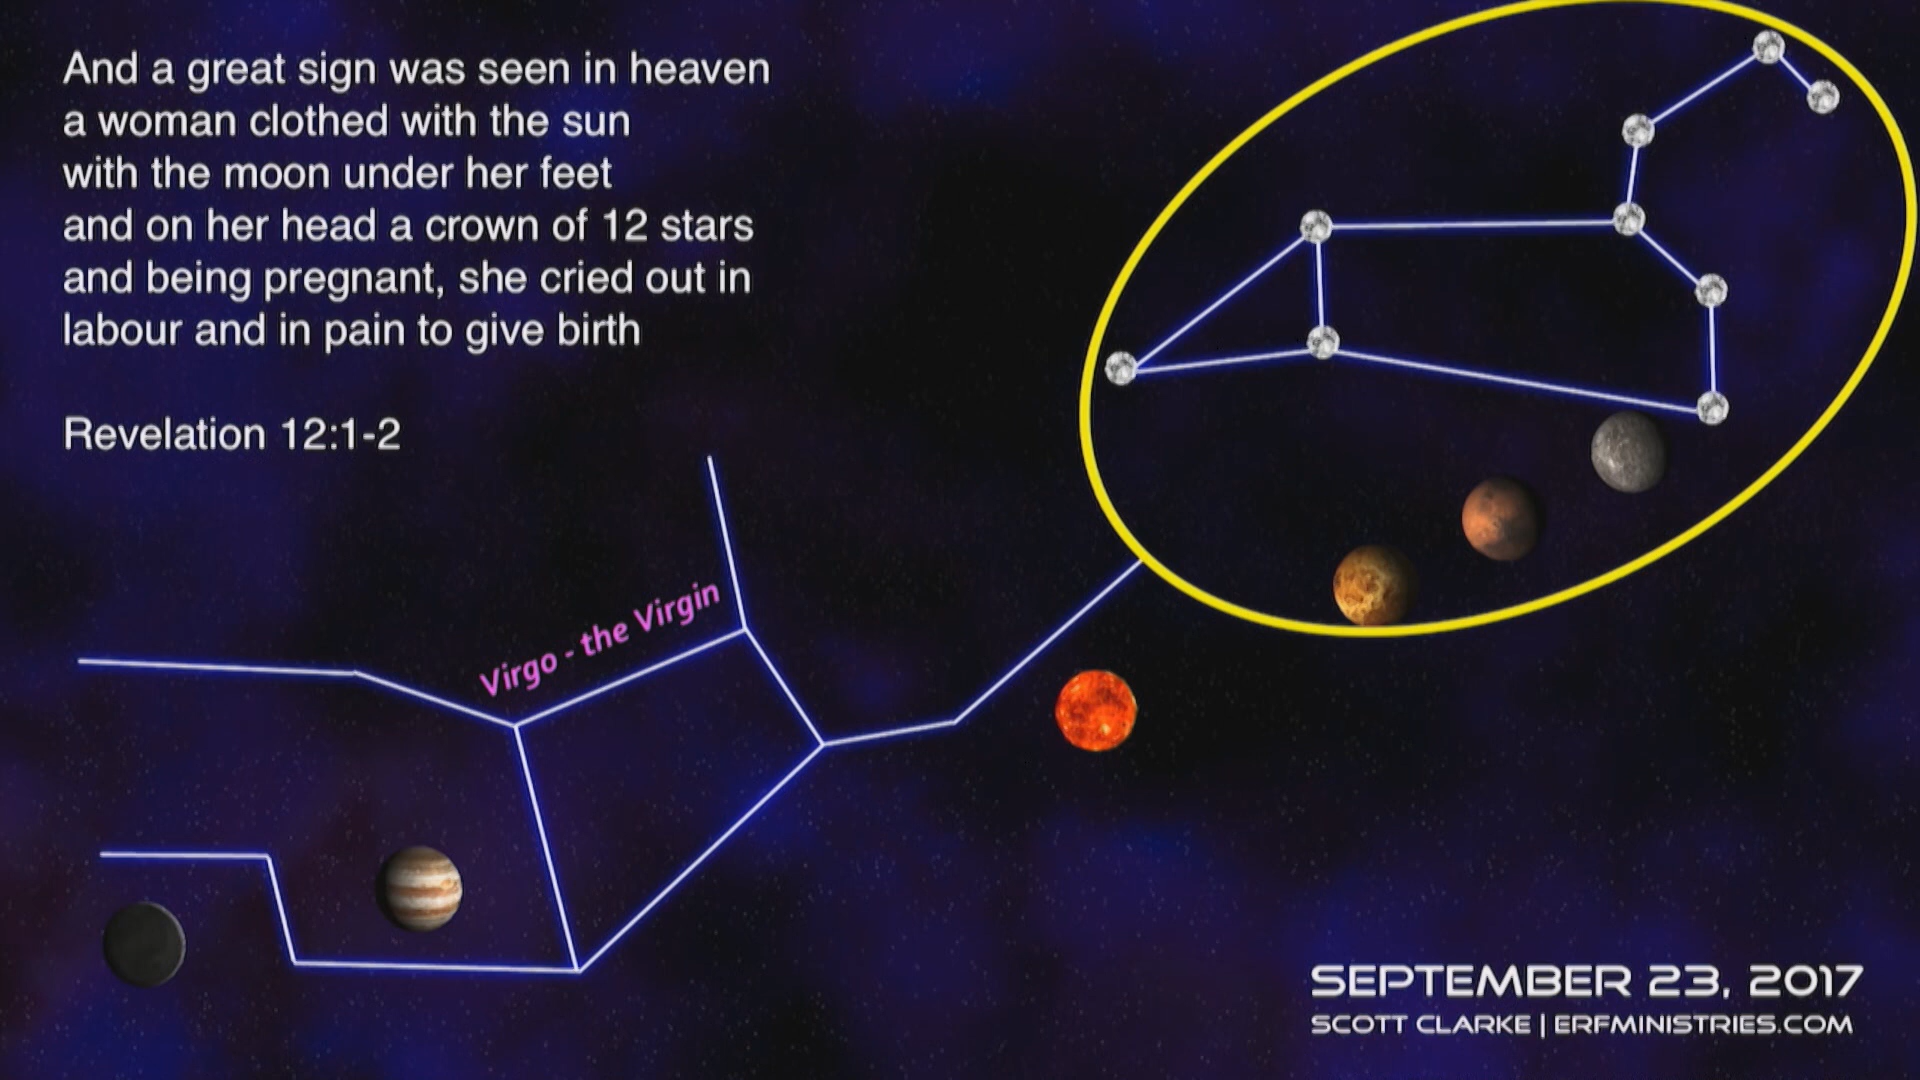 And a great sign was seen in heaven
a woman clothed with the sun
with the moon under her feet
and on her head a crown of 12 stars
and being pregnant, she cried out in
labour and in pain to give birth
Revelation 12:1-2
Virgo - the Virgin
SEPTEMBER 23, 2017
SCOTT CLARKE | ERFMINISTRIES.COM